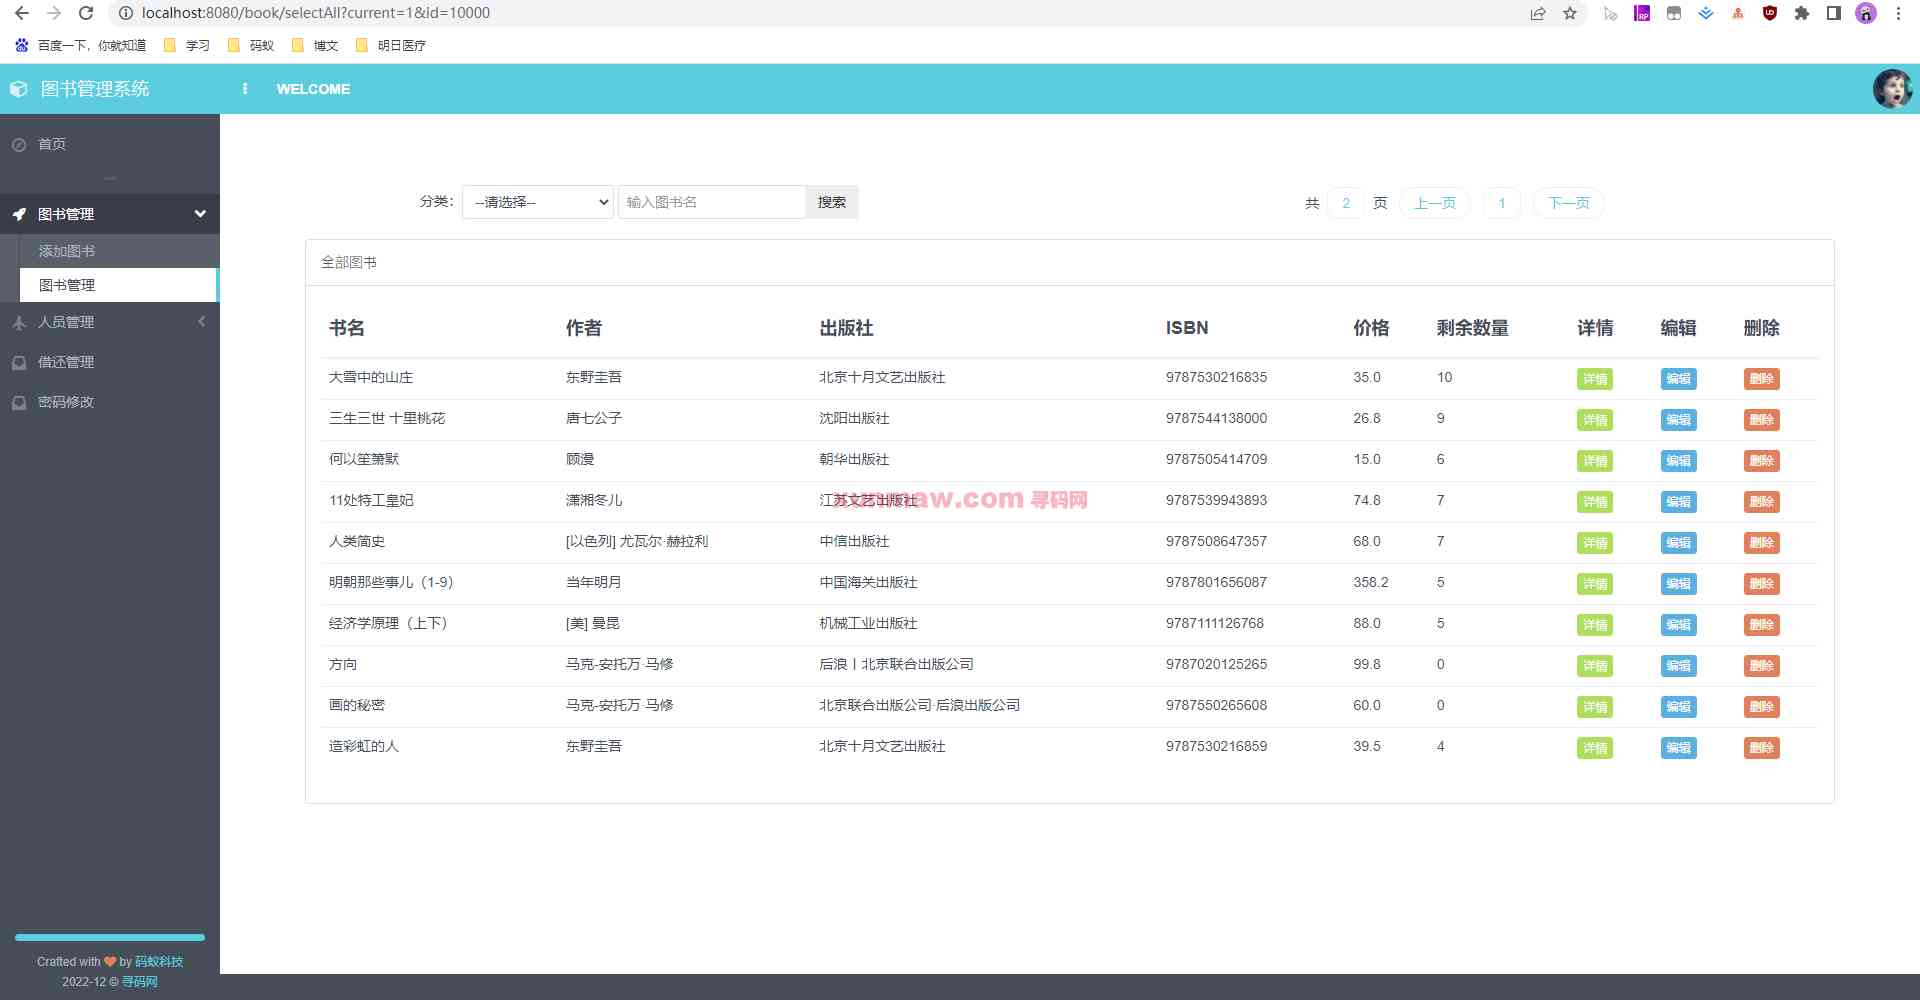 localhost:8080/book/selectAll?current=1&id=10000
百度一下，你就知道 学习 码蚁 博文 明日医疗
图书管理系统 WELCOME
首页
图书管理
添加图书
图书管理
人员管理
借还管理
密码修改
分类： --请选择-- 输入图书名 搜索 共 2 页 上一页 1 下一页
全部图书
书名 作者 出版社 ISBN 价格 剩余数量 详情 编辑 删除
大雪中的山庄 东野圭吾 北京十月文艺出版社 9787530216835 35.0 10 详情 编辑 删除
三生三世 十里桃花 唐七公子 沈阳出版社 9787544138000 26.8 9 详情 编辑 删除
何以笙箫默 顾漫 朝华出版社 9787505414709 15.0 6 详情 编辑 删除
11处特工皇妃 潇湘冬儿 江苏文艺出版社 9787539943893 74.8 7 详情 编辑 删除
xunmaw.com 寻码网
人类简史 [以色列] 尤瓦尔·赫拉利 中信出版社 9787508647357 68.0 7 详情 编辑 删除
明朝那些事儿（1-9） 当年明月 中国海关出版社 9787801656087 358.2 5 详情 编辑 删除
经济学原理（上下） [美] 曼昆 机械工业出版社 9787111126768 88.0 5 详情 编辑 删除
方向 马克-安托万·马修 后浪丨北京联合出版公司 9787020125265 99.8 0 详情 编辑 删除
画的秘密 马克-安托万·马修 北京联合出版公司·后浪出版公司 9787550265608 60.0 0 详情 编辑 删除
造彩虹的人 东野圭吾 北京十月文艺出版社 9787530216859 39.5 4 详情 编辑 删除
Crafted with by 码蚁科技
2022-12 © 寻码网